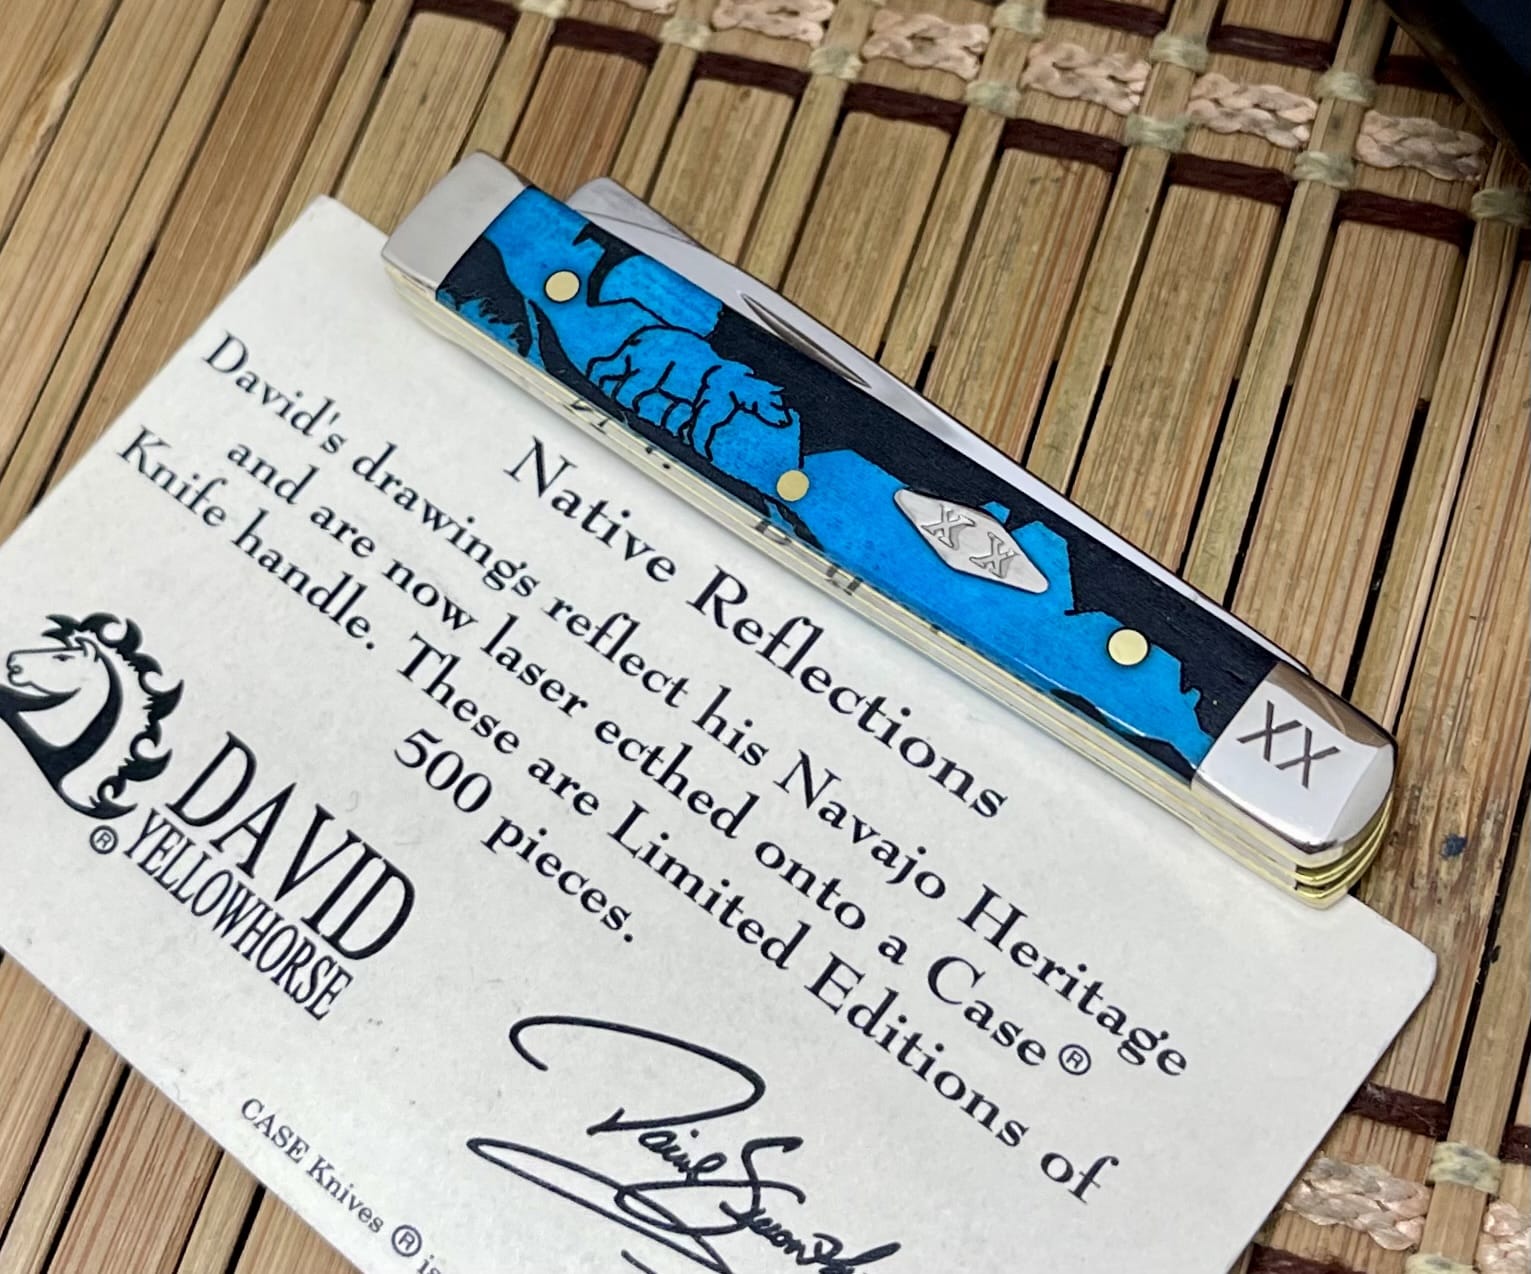 XX
XX
Native Reflections
David's drawings reflect his Navajo Heritage
and are now laser ecthed onto a Case ®
Knife handle. These are Limited Editions of
500 pieces.
DAVID
® YELLOWHORSE
CASE Knives ® is